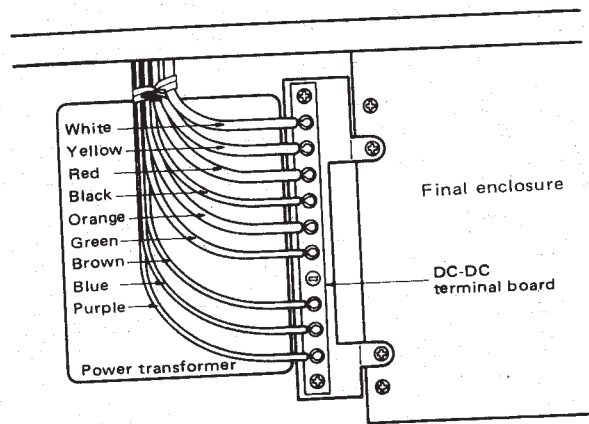 White
Yellow
Red
Black
Orange
Green
Brown
Blue
Purple
Power transformer
Final enclosure
DC-DC
terminal board